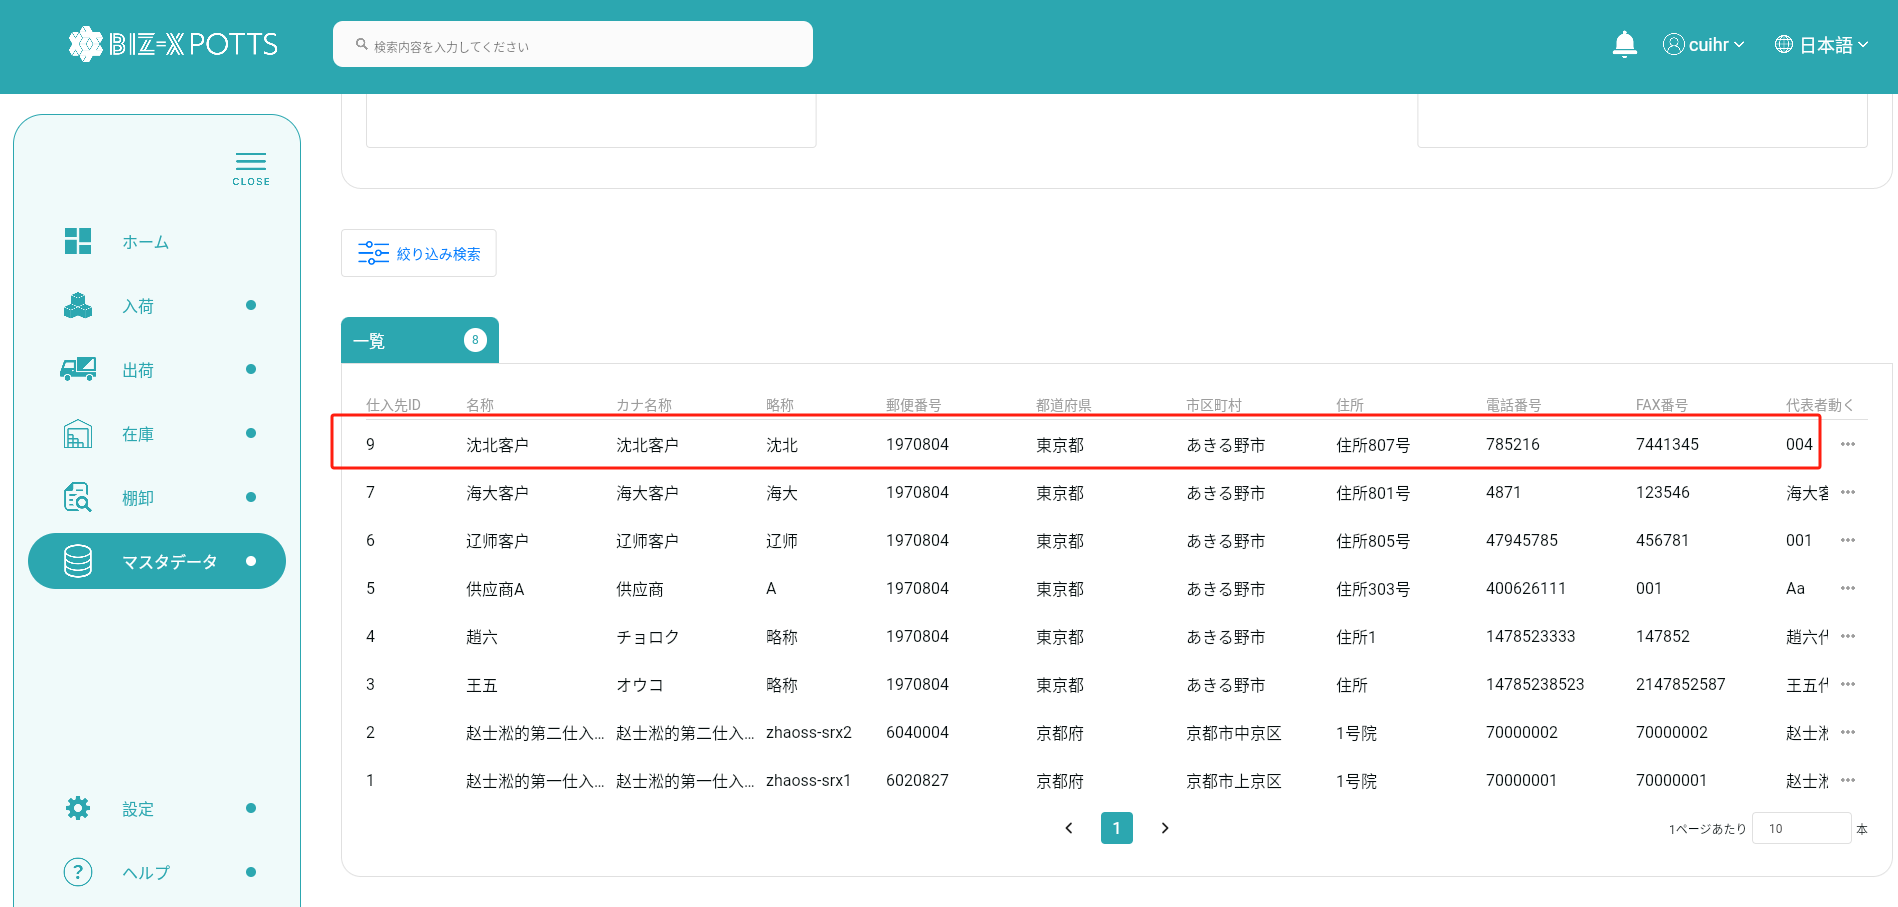 BIZ=X POTTS
検索内容を入力してください
cuihr
日本語
CLOSE
ホーム
入荷
出荷
在庫
棚卸
マスタデータ
設定
ヘルプ
絞り込み検索
一覧 8
仕入先ID 名称 カナ名称 略称 郵便番号 都道府県 市区町村 住所 電話番号 FAX番号 代表者動く
9 沈北客户 沈北客户 沈北 1970804 東京都 あきる野市 住所807号 785216 7441345 004
7 海大客户 海大客户 海大 1970804 東京都 あきる野市 住所801号 4871 123546 海大客
6 辽师客户 辽师客户 辽师 1970804 東京都 あきる野市 住所805号 47945785 456781 001
5 供应商A 供应商 A 1970804 東京都 あきる野市 住所303号 400626111 001 Aa
4 趙六 チョロク 略称 1970804 東京都 あきる野市 住所1 1478523333 147852 趙六代
3 王五 オウコ 略称 1970804 東京都 あきる野市 住所 14785238523 2147852587 王五代
2 赵士淞的第二仕入... 赵士淞的第二仕入... zhaoss-srx2 6040004 京都府 京都市中京区 1号院 70000002 70000002 赵士淞
1 赵士淞的第一仕入... 赵士淞的第一仕入... zhaoss-srx1 6020827 京都府 京都市上京区 1号院 70000001 70000001 赵士淞
1
1ページあたり 10 本